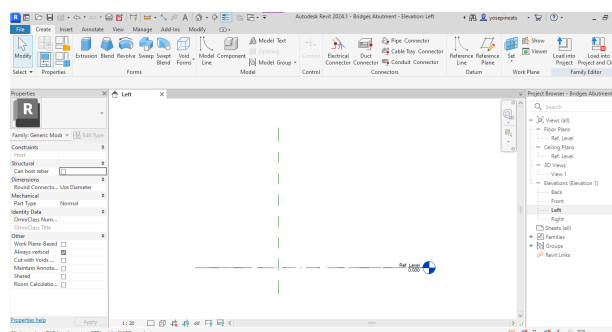 Autodesk Revit 2024.1 - Bridges Abutment - Elevation: Left
yosepineats
File Create Insert Annotate View Manage Add-Ins Modify
Modify
Extrusion Blend Revolve Sweep Swept Blend Void Forms
Model Line Component Model Text
Opening
Model Group
Control
Electrical Connector Duct Connector Pipe Connector
Cable Tray Connector
Conduit Connector
Reference Line Reference Plane
Set Show
Viewer
Load into Project Load into Project and Cl
Select Properties Forms Model Control Connectors Datum Work Plane Family Editor
Properties
Left
Project Browser - Bridges Abutment
R
Search
Family: Generic Mode
Edit Type
Constraints
Host
Structural
Can host rebar
Dimensions
Round Connecto... Use Diameter
Mechanical
Part Type Normal
Identity Data
OmniClass Num...
OmniClass Title
Other
Work Plane-Based
Always vertical
Cut with Voids ...
Maintain Annota...
Shared
Room Calculatio...
Properties help Apply
Ref. Level
0.000
1 : 20
Views (all)
Floor Plans
Ref. Level
Ceiling Plans
Ref. Level
3D Views
View 1
Elevations (Elevation 1)
Back
Front
Left
Right
Sheets (all)
Families
Groups
Revit Links